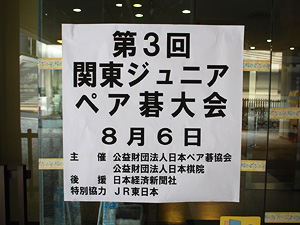 第3回
関東ジュニア
ペア碁大会
8月6日
主 催 公益財団法人日本ペア碁協会
公益財団法人日本棋院
後 援 日本経済新聞社
特別協力 JR東日本